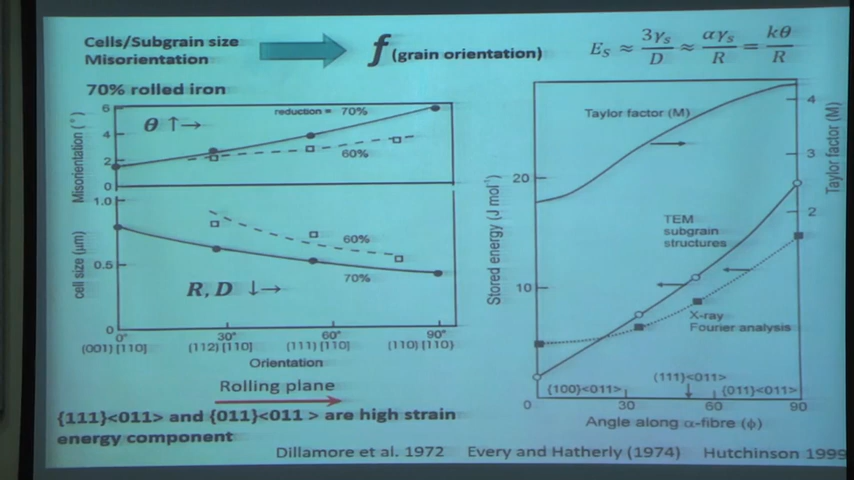 Cells/Subgrain size
Misorientation
f (grain orientation)
E_S ≈ 3γ_s/D ≈ αγ_s/R = kθ/R
70% rolled iron
Misorientation (°)
6
4
2
0
θ ↑→
reduction = 70%
60%
cell size (μm)
1.0
0.5
0
60%
70%
R, D ↓→
0° 30° 60° 90°
(001) [110] (112) [110] (111) [110] (110) [110]
Orientation
Rolling plane
{111}<011> and {011}<011 > are high strain
energy component
Stored energy (J mol⁻¹)
20
10
0
Taylor factor (M)
TEM
subgrain
structures
X-ray
Fourier analysis
{100}<011> (111)<011> {011}<011>
30 60 90
Angle along α-fibre (ϕ)
4
3
2
Taylor factor (M)
Dillamore et al. 1972 Every and Hatherly (1974) Hutchinson 1999